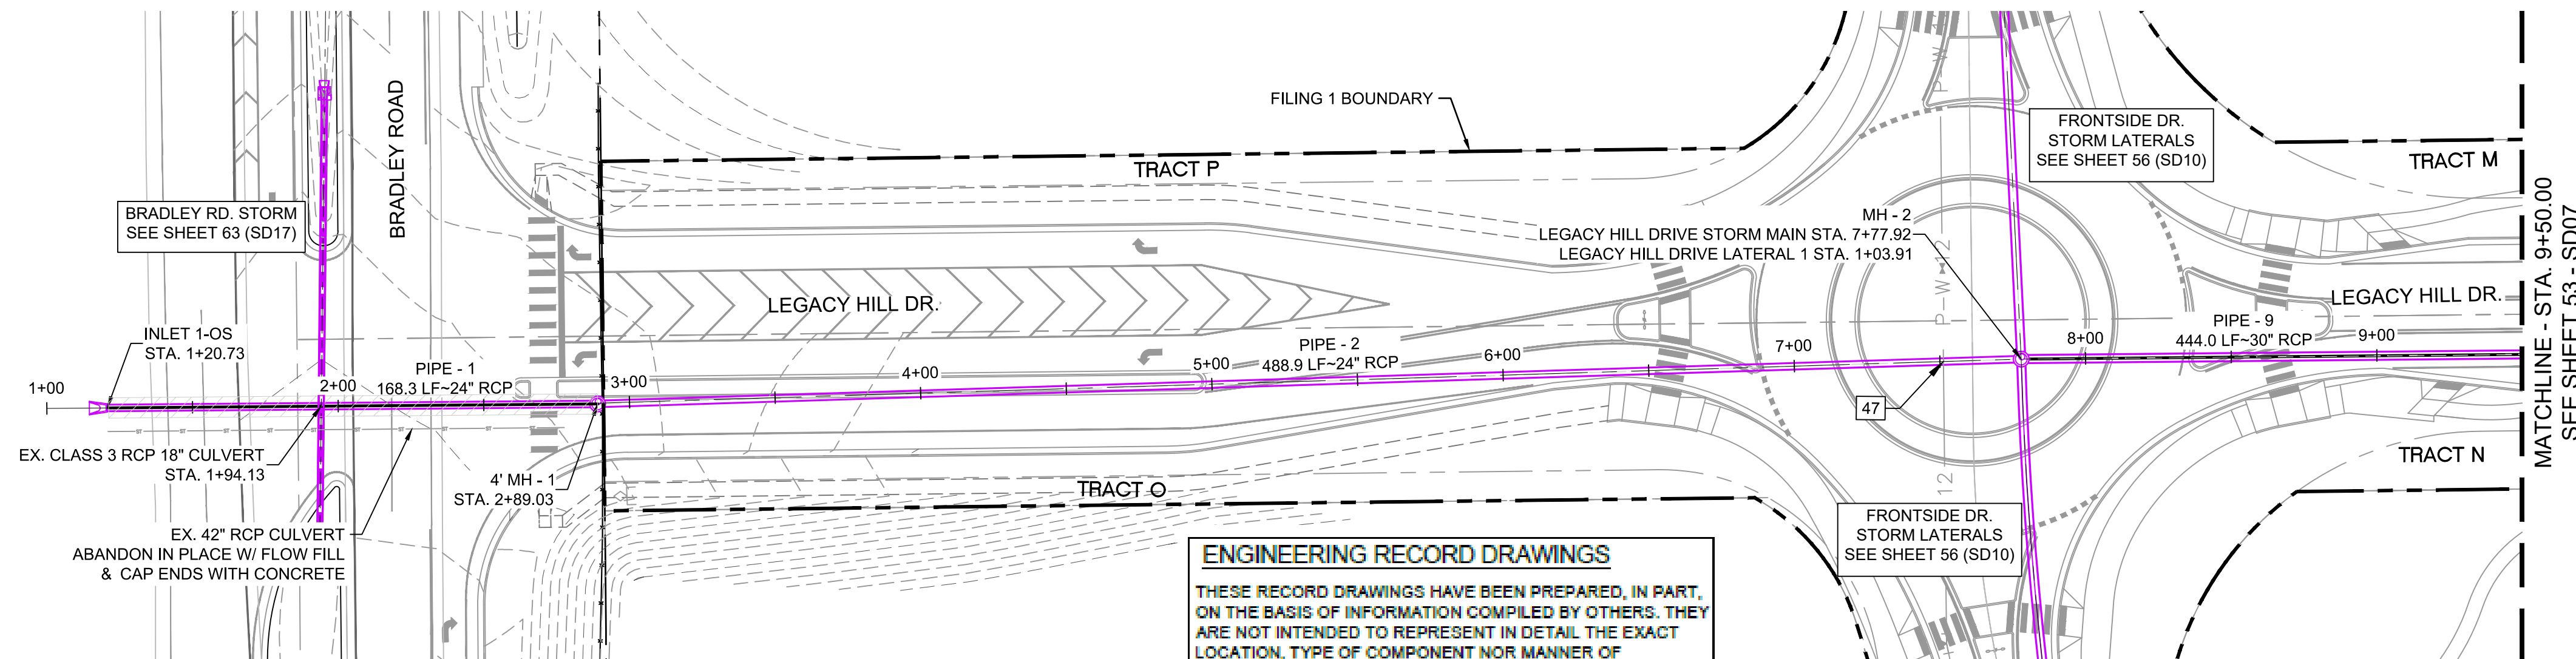 BRADLEY ROAD
FILING 1 BOUNDARY
TRACT P
FRONTSIDE DR.
STORM LATERALS
SEE SHEET 56 (SD10)
TRACT M
BRADLEY RD. STORM
SEE SHEET 63 (SD17)
MH - 2
LEGACY HILL DRIVE STORM MAIN STA. 7+77.92
LEGACY HILL DRIVE LATERAL 1 STA. 1+03.91
LEGACY HILL DR.
LEGACY HILL DR.
INLET 1-OS
STA. 1+20.73
PIPE - 1
168.3 LF~24" RCP
PIPE - 2
488.9 LF~24" RCP
PIPE - 9
444.0 LF~30" RCP
1+00
2+00
3+00
4+00
5+00
6+00
7+00
8+00
9+00
47
MATCHLINE - STA. 9+50.00
SEE SHEET 53 - SD07
EX. CLASS 3 RCP 18" CULVERT
STA. 1+94.13
4' MH - 1
STA. 2+89.03
TRACT O
TRACT N
EX. 42" RCP CULVERT
ABANDON IN PLACE W/ FLOW FILL
& CAP ENDS WITH CONCRETE
FRONTSIDE DR.
STORM LATERALS
SEE SHEET 56 (SD10)
P-W-12
12
ENGINEERING RECORD DRAWINGS
THESE RECORD DRAWINGS HAVE BEEN PREPARED, IN PART,
ON THE BASIS OF INFORMATION COMPILED BY OTHERS. THEY
ARE NOT INTENDED TO REPRESENT IN DETAIL THE EXACT
LOCATION, TYPE OF COMPONENT NOR MANNER OF